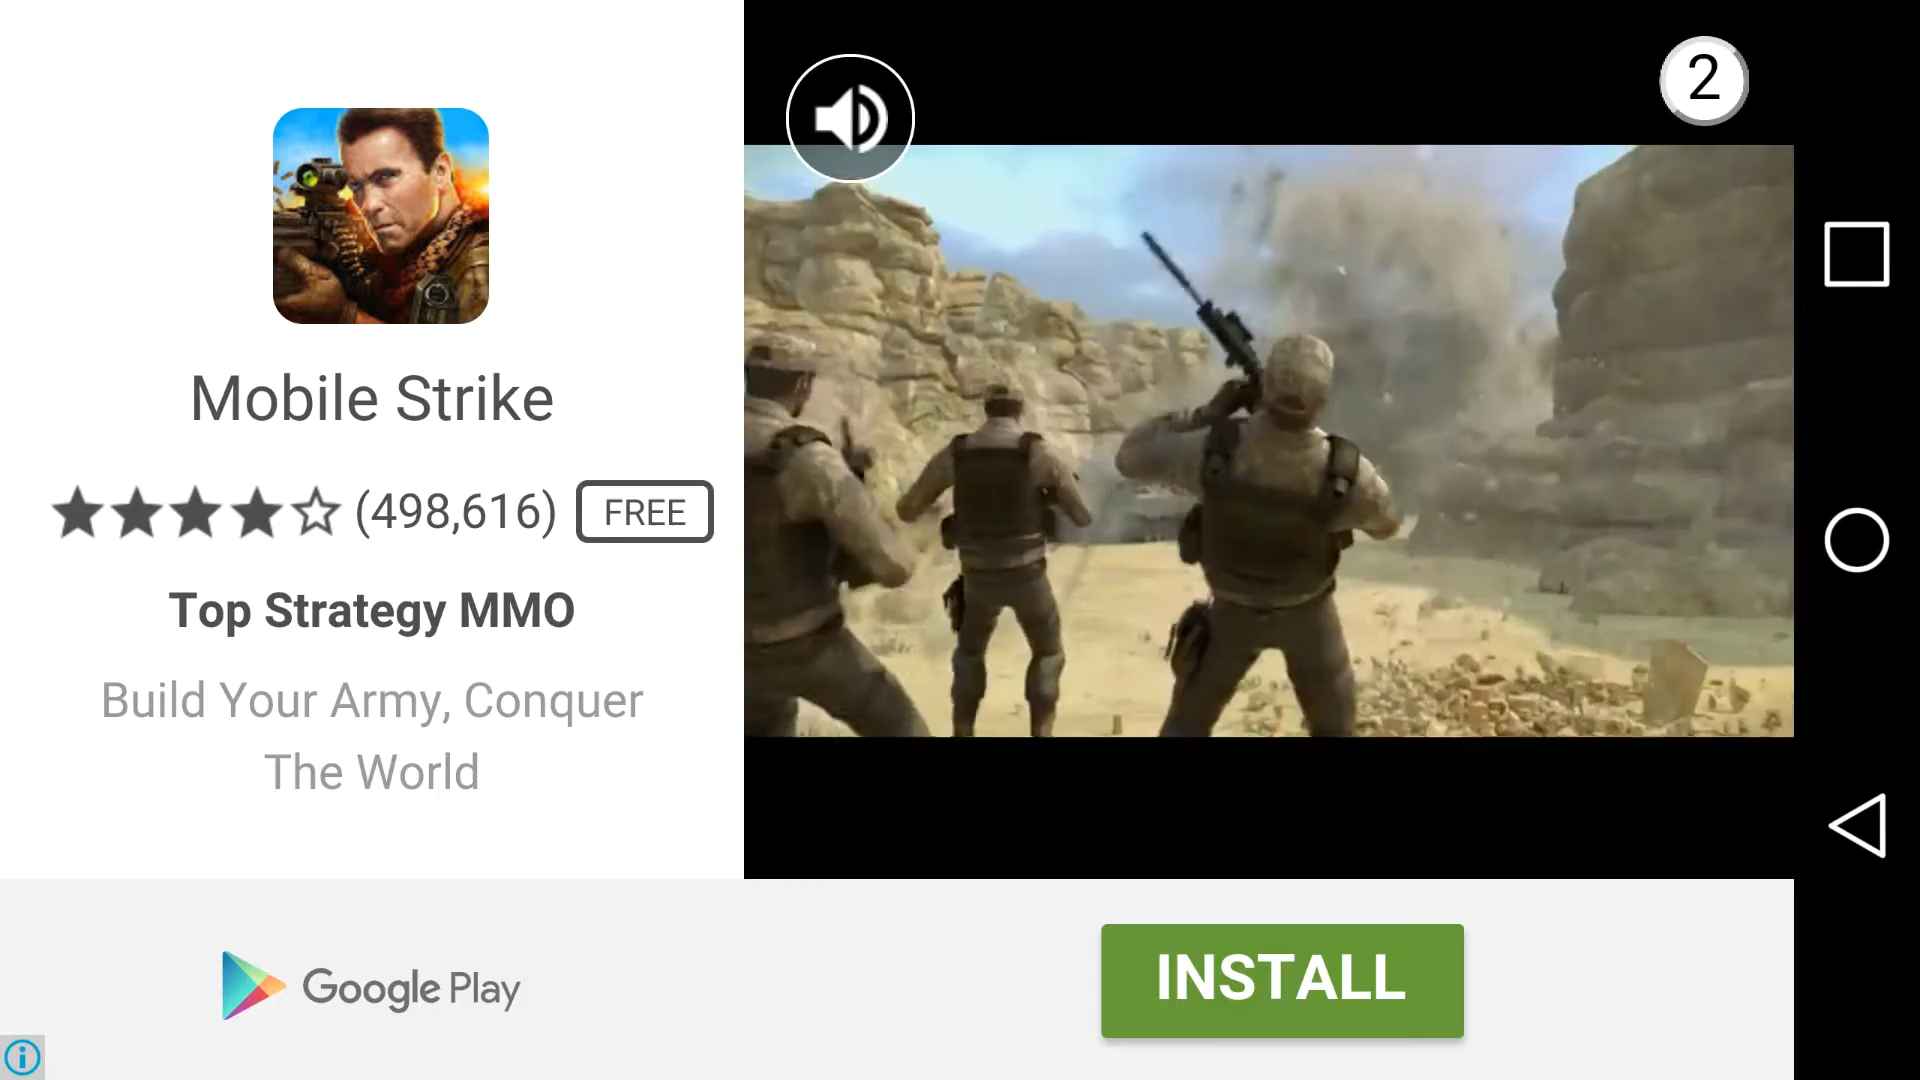 2
Mobile Strike
(498,616) FREE
Top Strategy MMO
Build Your Army, Conquer
The World
Google Play
INSTALL